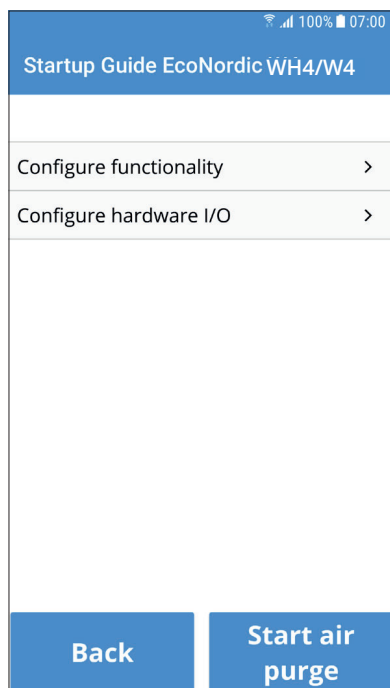 100% 07:00
Startup Guide EcoNordic WH4/W4
Configure functionality >
Configure hardware I/O >
Back
Start air
purge